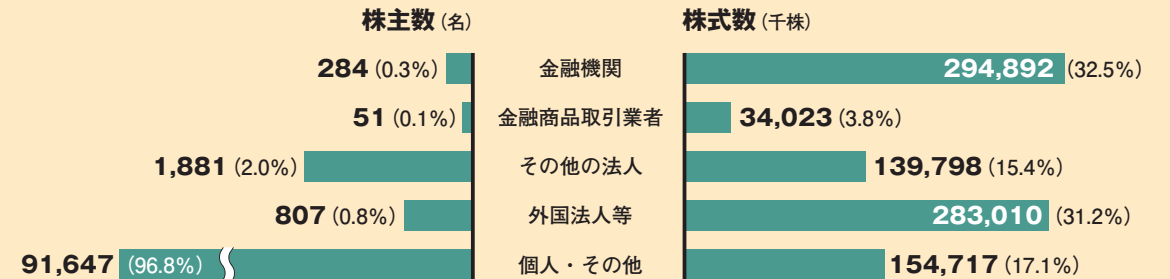 株主数(名) 株式数(千株)
284(0.3%) 金融機関 294,892(32.5%)
51(0.1%) 金融商品取引業者 34,023(3.8%)
1,881(2.0%) その他の法人 139,798(15.4%)
807(0.8%) 外国法人等 283,010(31.2%)
91,647(96.8%) 個人・その他 154,717(17.1%)